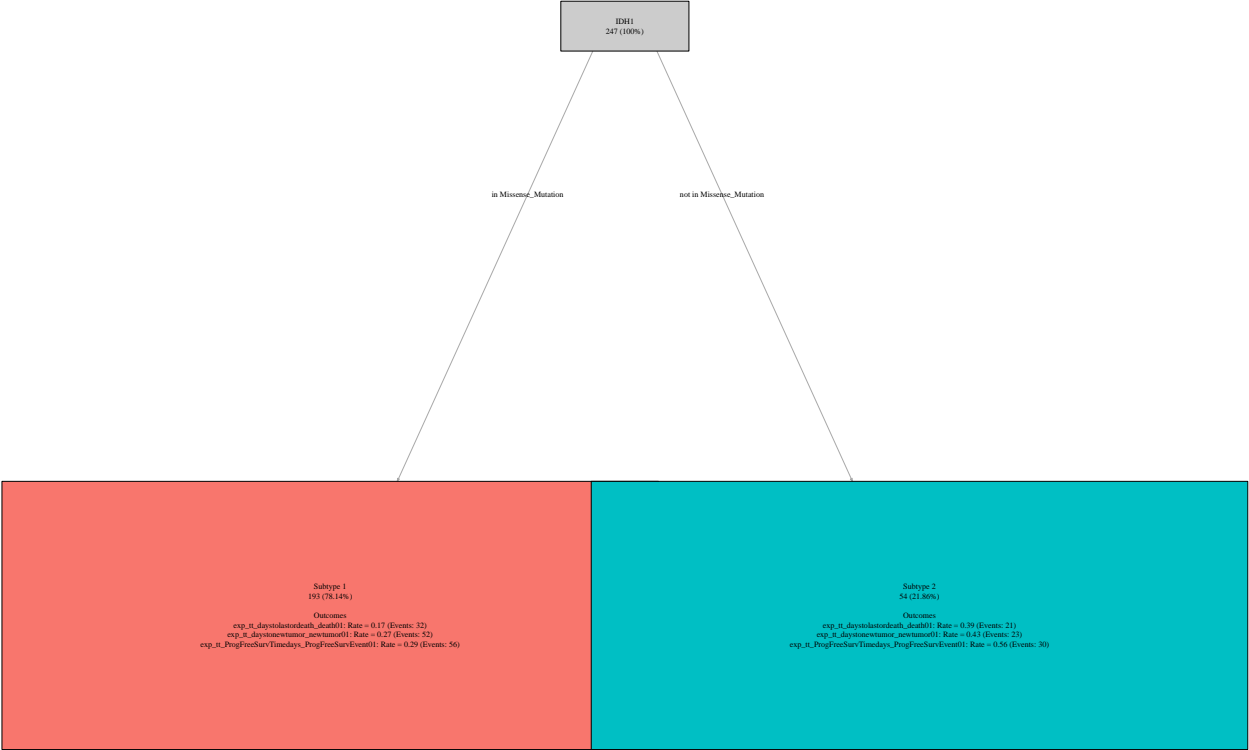 IDH1
247 (100%)
in Missense_Mutation
not in Missense_Mutation
Subtype 1
193 (78.14%)
Outcomes
exp_tt_daystolastordeath_death01: Rate = 0.17 (Events: 32)
exp_tt_daystonewtumor_newtumor01: Rate = 0.27 (Events: 52)
exp_tt_ProgFreeSurvTimedays_ProgFreeSurvEvent01: Rate = 0.29 (Events: 56)
Subtype 2
54 (21.86%)
Outcomes
exp_tt_daystolastordeath_death01: Rate = 0.39 (Events: 21)
exp_tt_daystonewtumor_newtumor01: Rate = 0.43 (Events: 23)
exp_tt_ProgFreeSurvTimedays_ProgFreeSurvEvent01: Rate = 0.56 (Events: 30)